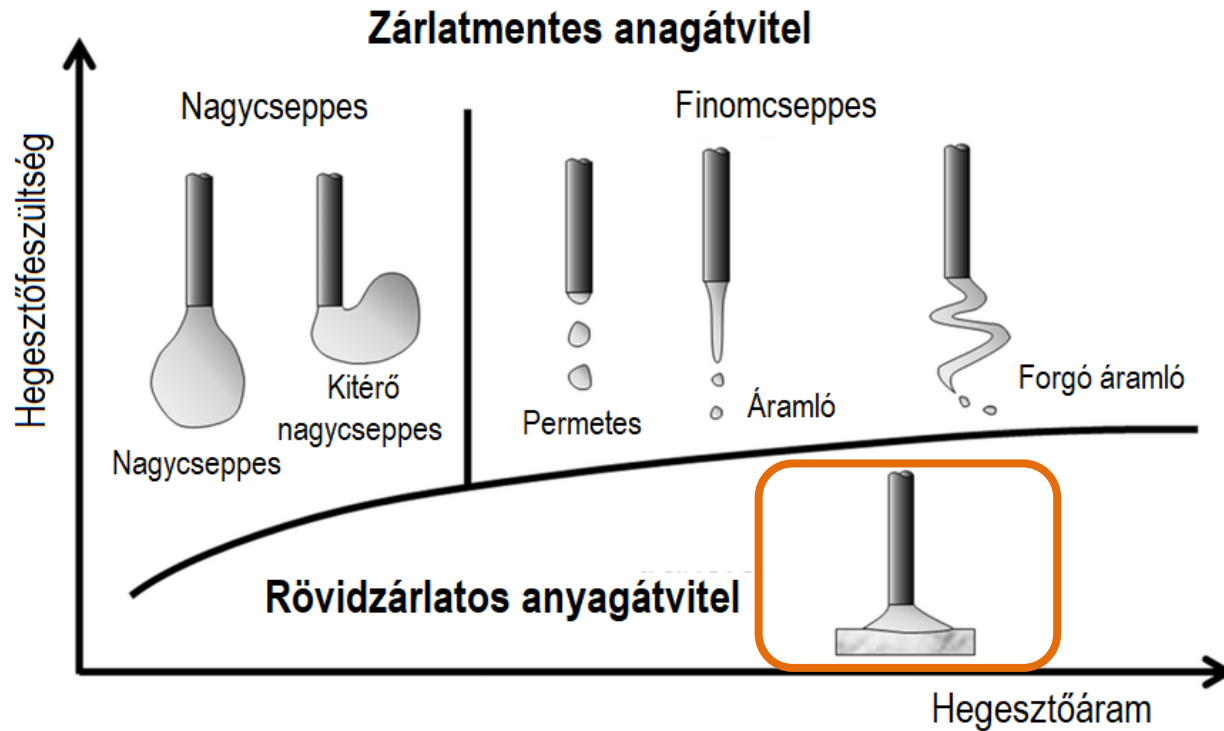 Zárlatmentes anagátvitel
Nagycseppes
Finomcseppes
Hegesztőfeszültség
Kitérő
nagycseppes
Nagycseppes
Permetes
Áramló
Forgó áramló
Rövidzárlatos anyagátvitel
Hegesztőáram